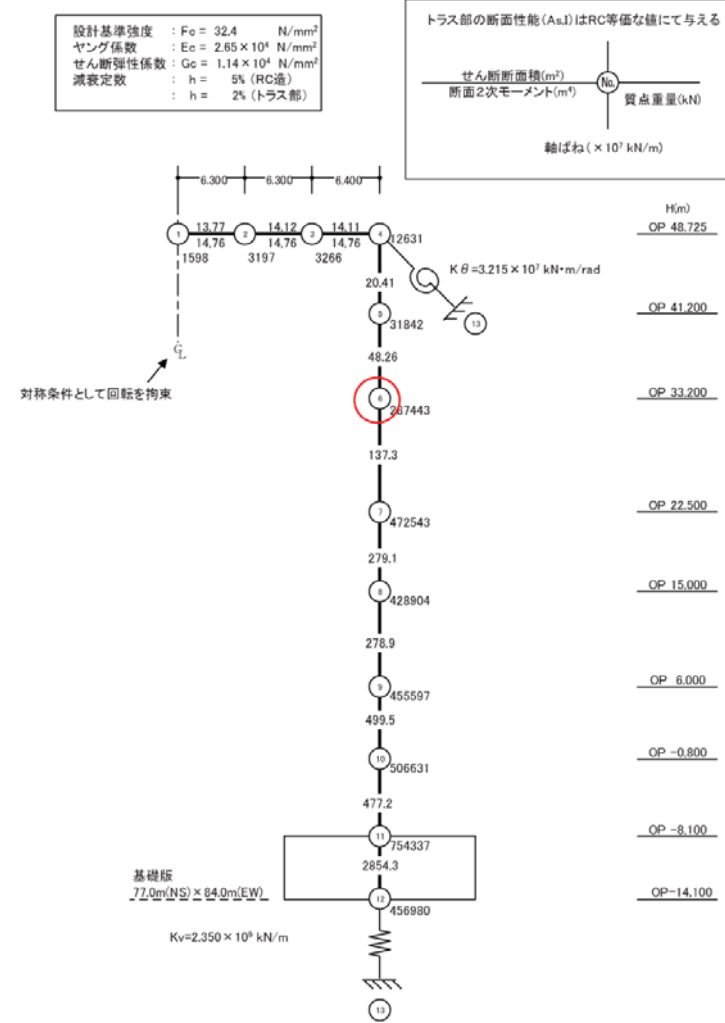 設計基準強度 : Fc = 32.4 N/mm²
ヤング係数 : Ec = 2.65×10⁴ N/mm²
せん断弾性係数 : Gc = 1.14×10⁴ N/mm²
減衰定数 : h = 5% (RC造)
: h = 2% (トラス部)
トラス部の断面性能(As,I)はRC等価な値にて与える
せん断断面積(m²)
断面2次モーメント(m⁴)
No.
質点重量(kN)
軸ばね(×10⁷ kN/m)
6.300 6.300 6.400
H(m)
1 13.77 2 14.12 3 14.11 4 12631 OP 48.725
14.76 14.76 14.76
1598 3197 3266
Kθ=3.215×10⁷ kN・m/rad
20.41
13
5 31842 OP 41.200
48.26
CL
対称条件として回転を拘束
6 287443 OP 33.200
137.3
7 472543 OP 22.500
279.1
8 428904 OP 15.000
278.9
9 455597 OP 6.000
499.5
10 506631 OP -0.800
477.2
11 754337 OP -8.100
2854.3
基礎版
77.0m(NS)×84.0m(EW)
12 456980 OP-14.100
Kv=2.350×10⁹ kN/m
13